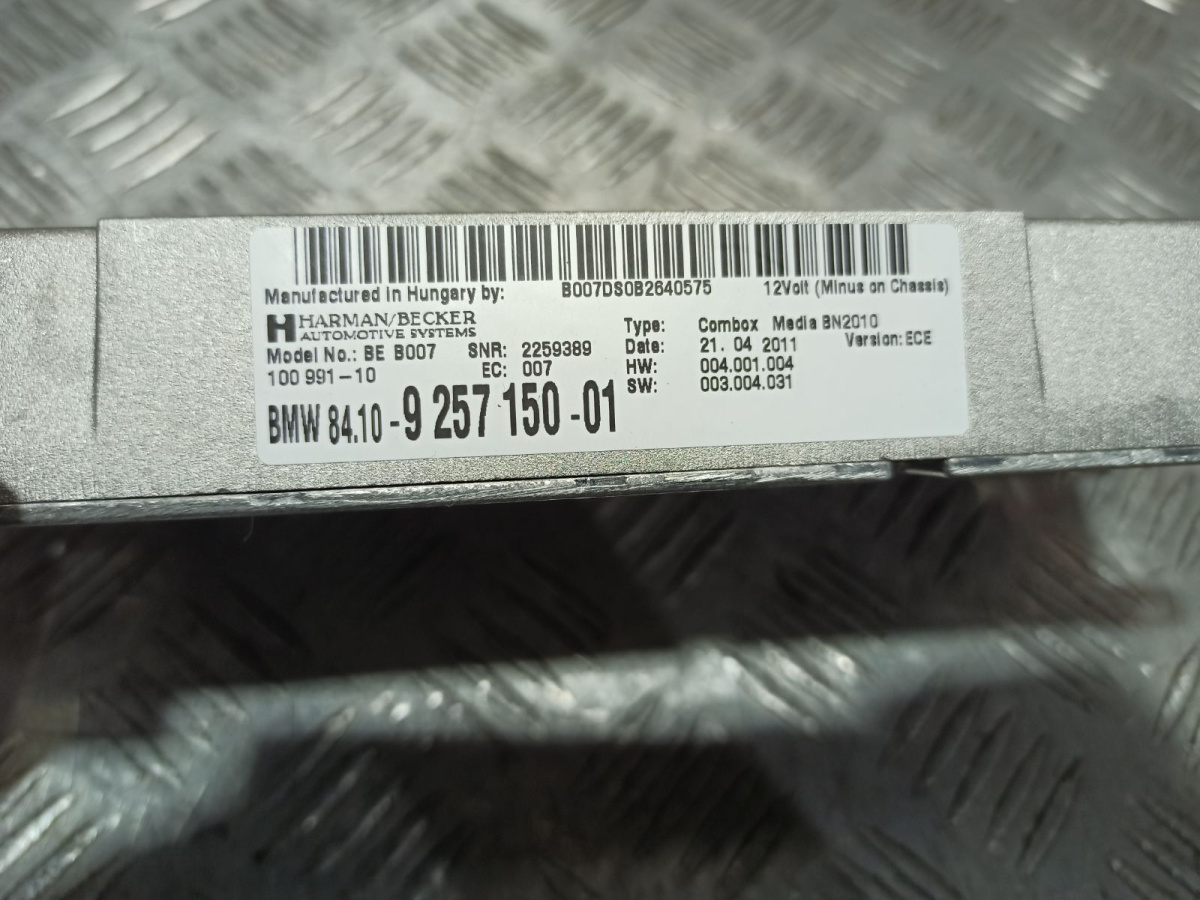 Manufactured in Hungary by: B007DS0B2640575 12Volt (Minus on Chassis)
HARMAN/BECKER
AUTOMOTIVE SYSTEMS
Model No.: BE B007 SNR: 2259389
100 991-10 EC: 007
BMW 84.10-9 257 150-01
Type: Combox Media BN2010
Date: 21. 04 2011 Version: ECE
HW: 004.001.004
SW: 003.004.031